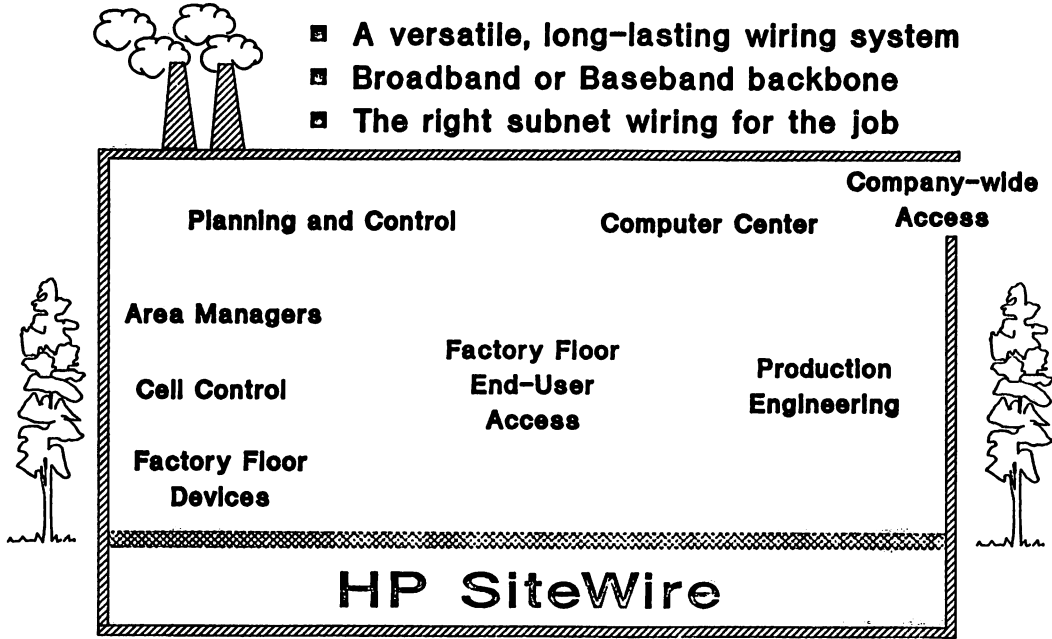 A versatile, long-lasting wiring system
Broadband or Baseband backbone
The right subnet wiring for the job
Company-wide
Access
Planning and Control
Computer Center
Area Managers
Factory Floor
End-User
Access
Production
Engineering
Cell Control
Factory Floor
Devices
HP SiteWire